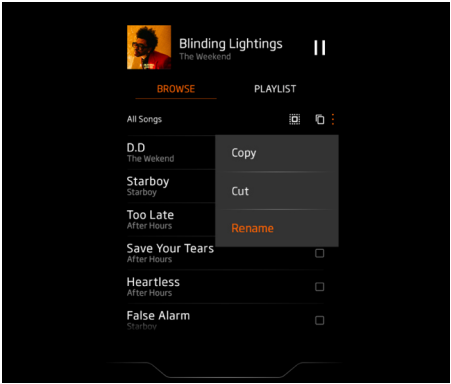 Blinding Lightings
The Weekend
BROWSE
PLAYLIST
All Songs
D.D
The Wekend
Copy
Starboy
Starboy
Cut
Too Late
After Hours
Rename
Save Your Tears
After Hours
Heartless
After Hours
False Alarm
Starboy